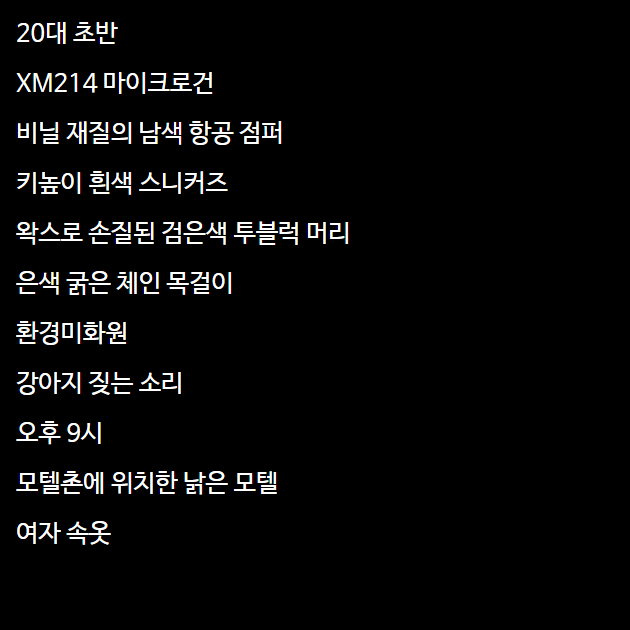 20대 초반
XM214 마이크로건
비닐 재질의 남색 항공 점퍼
키높이 흰색 스니커즈
왁스로 손질된 검은색 투블럭 머리
은색 굵은 체인 목걸이
환경미화원
강아지 짖는 소리
오후 9시
모텔촌에 위치한 낡은 모텔
여자 속옷